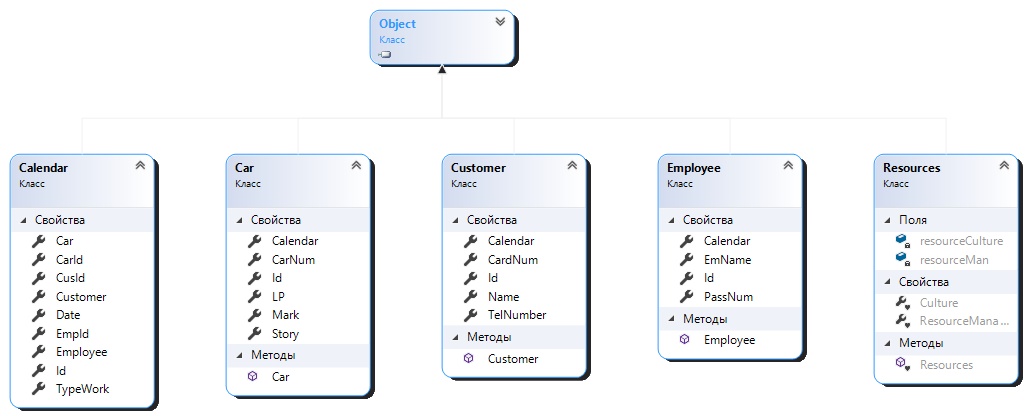 Object
Класс
Calendar
Класс
Свойства
Car
CarId
CusId
Customer
Date
EmpId
Employee
Id
TypeWork
Car
Класс
Свойства
Calendar
CarNum
Id
LP
Mark
Story
Методы
Car
Customer
Класс
Свойства
Calendar
CardNum
Id
Name
TelNumber
Методы
Customer
Employee
Класс
Свойства
Calendar
EmName
Id
PassNum
Методы
Employee
Resources
Класс
Поля
resourceCulture
resourceMan
Свойства
Culture
ResourceMana...
Методы
Resources